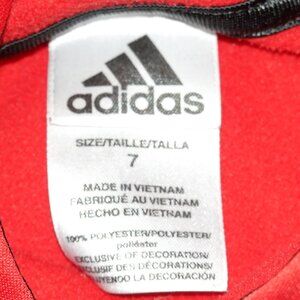 adidas
SIZE/TAILLE/TALLA
7
MADE IN VIETNAM
FABRIQUÉ AU VIETNAM
HECHO EN VIETNAM
100% POLYESTER/POLYESTER/
poliéster
EXCLUSIVE OF DECORATION/
EXCLUSIF DES DÉCORATIONS/
DECORACIÓN